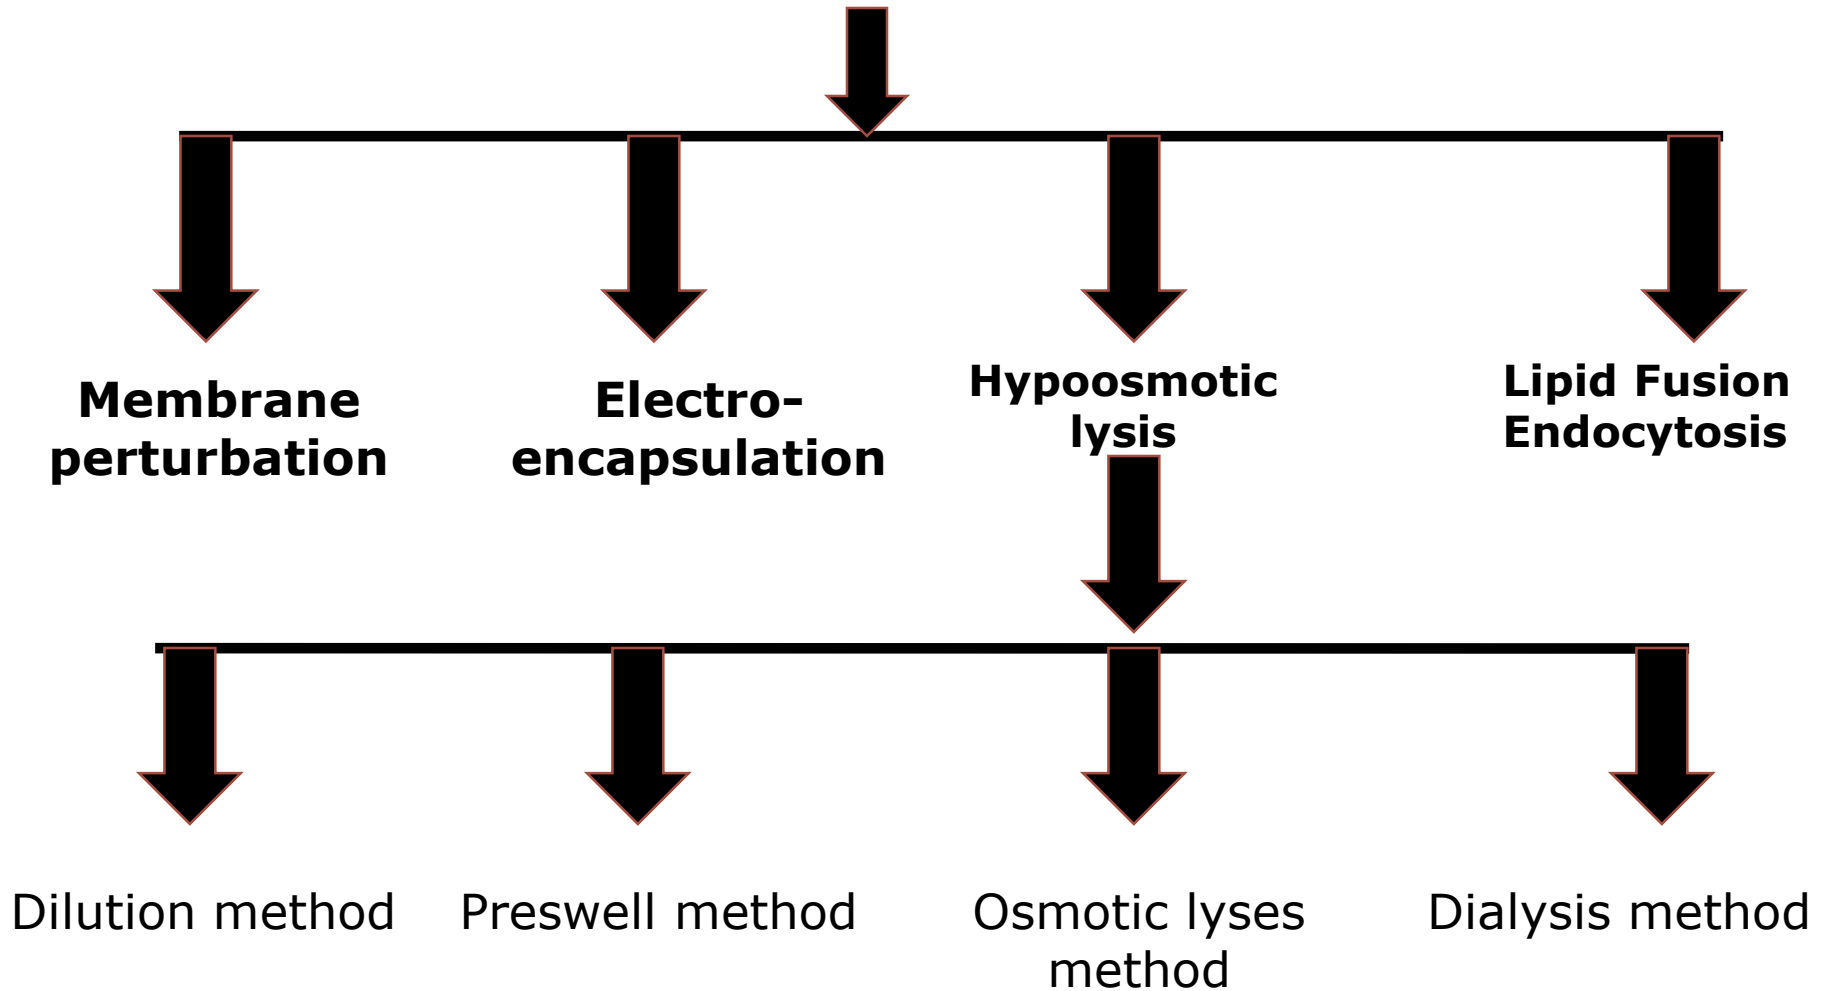 Membrane
perturbation
Electro-
encapsulation
Hypoosmotic
lysis
Lipid Fusion
Endocytosis
Dilution method
Preswell method
Osmotic lyses
method
Dialysis method